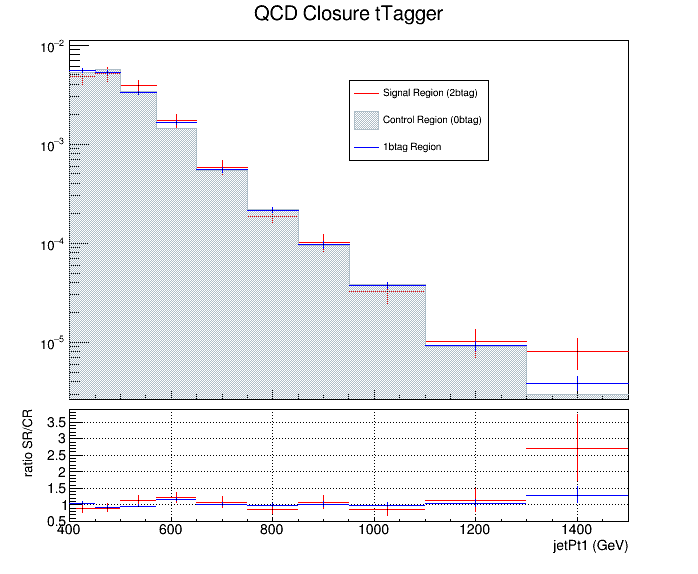 QCD Closure tTagger
10⁻²
10⁻³
10⁻⁴
10⁻⁵
Signal Region (2btag)
Control Region (0btag)
1btag Region
ratio SR/CR
3.5
3
2.5
2
1.5
1
0.5
400 600 800 1000 1200 1400
jetPt1 (GeV)